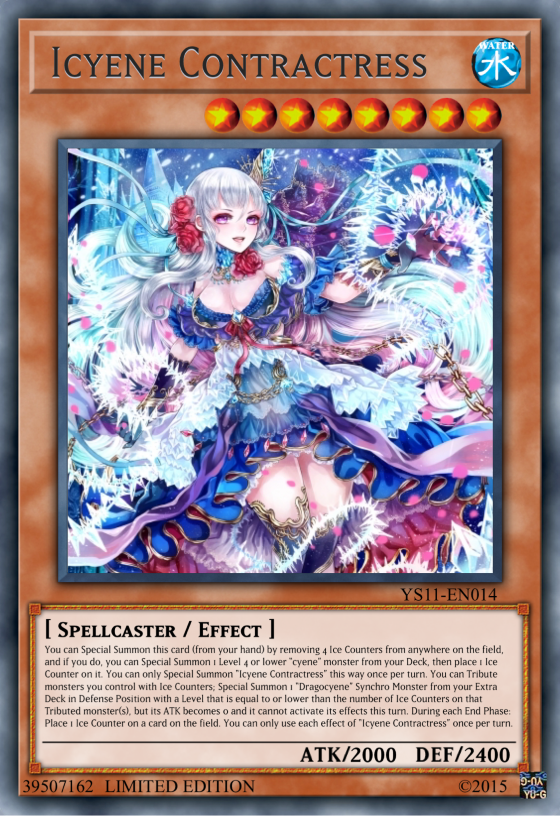 ICYENE CONTRACTRESS
WATER
水
YS11-EN014
[ SPELLCASTER / EFFECT ]
You can Special Summon this card (from your hand) by removing 4 Ice Counters from anywhere on the field,
and if you do, you can Special Summon 1 Level 4 or lower "cyene" monster from your Deck, then place 1 Ice
Counter on it. You can only Special Summon "Icyene Contractress" this way once per turn. You can Tribute
monsters you control with Ice Counters; Special Summon 1 "Dragocyene" Synchro Monster from your Extra
Deck in Defense Position with a Level that is equal to or lower than the number of Ice Counters on that
Tributed monster(s), but its ATK becomes 0 and it cannot activate its effects this turn. During each End Phase:
Place 1 Ice Counter on a card on the field. You can only use each effect of "Icyene Contractress" once per turn.
ATK/2000 DEF/2400
39507162 LIMITED EDITION
©2015
YU-G